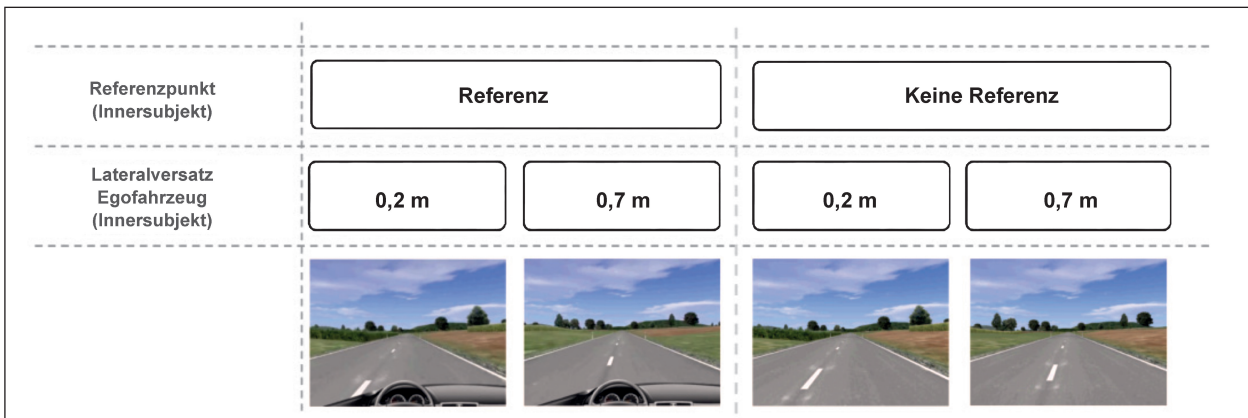 Referenzpunkt
(Innersubjekt)
Referenz
Keine Referenz
Lateralversatz
Egofahrzeug
(Innersubjekt)
0,2 m
0,7 m
0,2 m
0,7 m